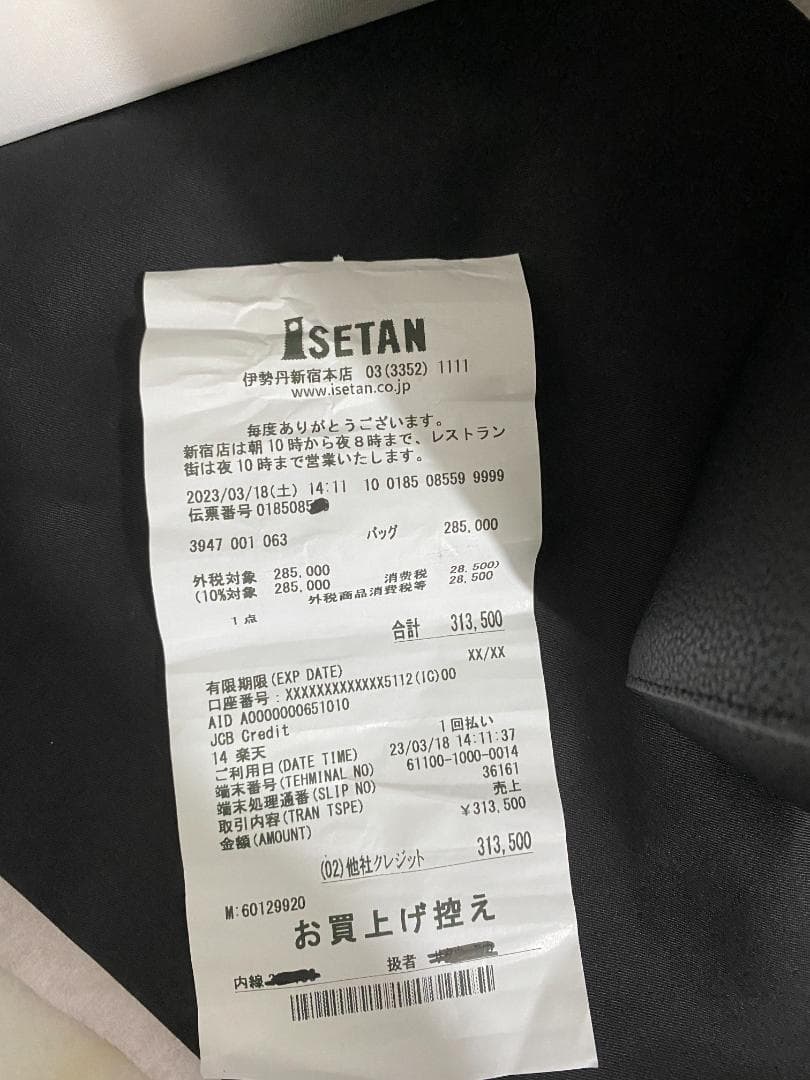 ISETAN
伊勢丹新宿本店 03(3352) 1111
www.isetan.co.jp
毎度ありがとうございます。
新宿店は朝10時から夜8時まで、レストラン
街は夜10時まで営業いたします。
2023/03/18(土) 14:11 10 0185 08559 9999
伝票番号 0185085
3947 001 063 バッグ 285,000
外税対象 285,000 消費税 28,500)
(10%対象 285,000 外税商品消費税等 28,500
1点
合計 313,500
有限期限(EXP DATE) XX/XX
口座番号:XXXXXXXXXXXXX5112(IC)00
AID A0000000651010
JCB Credit
14 楽天 1回払い
ご利用日(DATE TIME) 23/03/18 14:11:37
端末番号(TEHMINAL NO) 61100-1000-0014
端末処理通番(SLIP NO) 36161
取引内容(TRAN TSPE) 売上
金額(AMOUNT) ¥313,500
(02)他社クレジット 313,500
M:60129920
お買上げ控え
内線 扱者